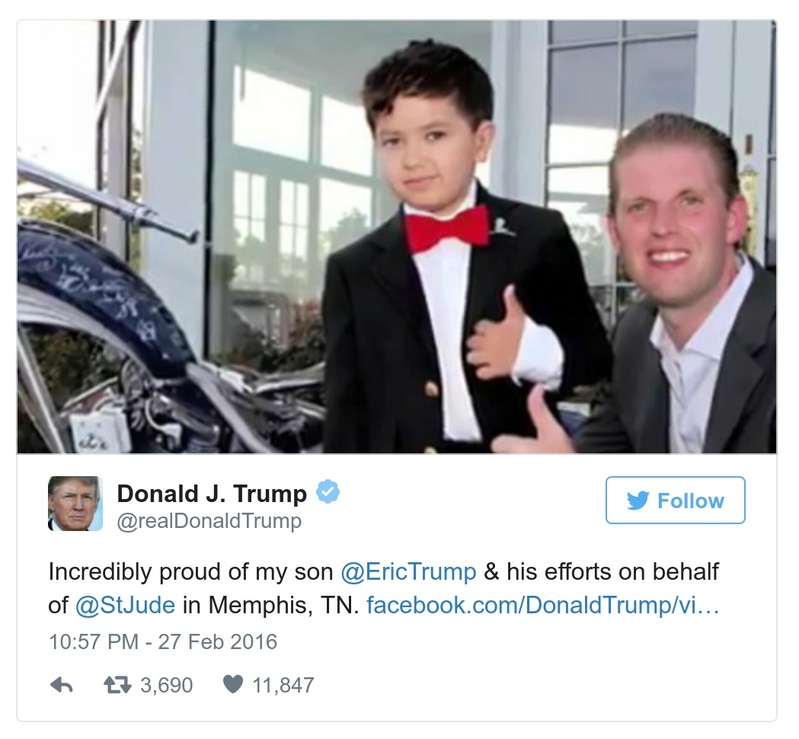 Donald J. Trump
@realDonaldTrump
Follow
Incredibly proud of my son @EricTrump & his efforts on behalf
of @StJude in Memphis, TN. facebook.com/DonaldTrump/vi…
10:57 PM - 27 Feb 2016
3,690 11,847